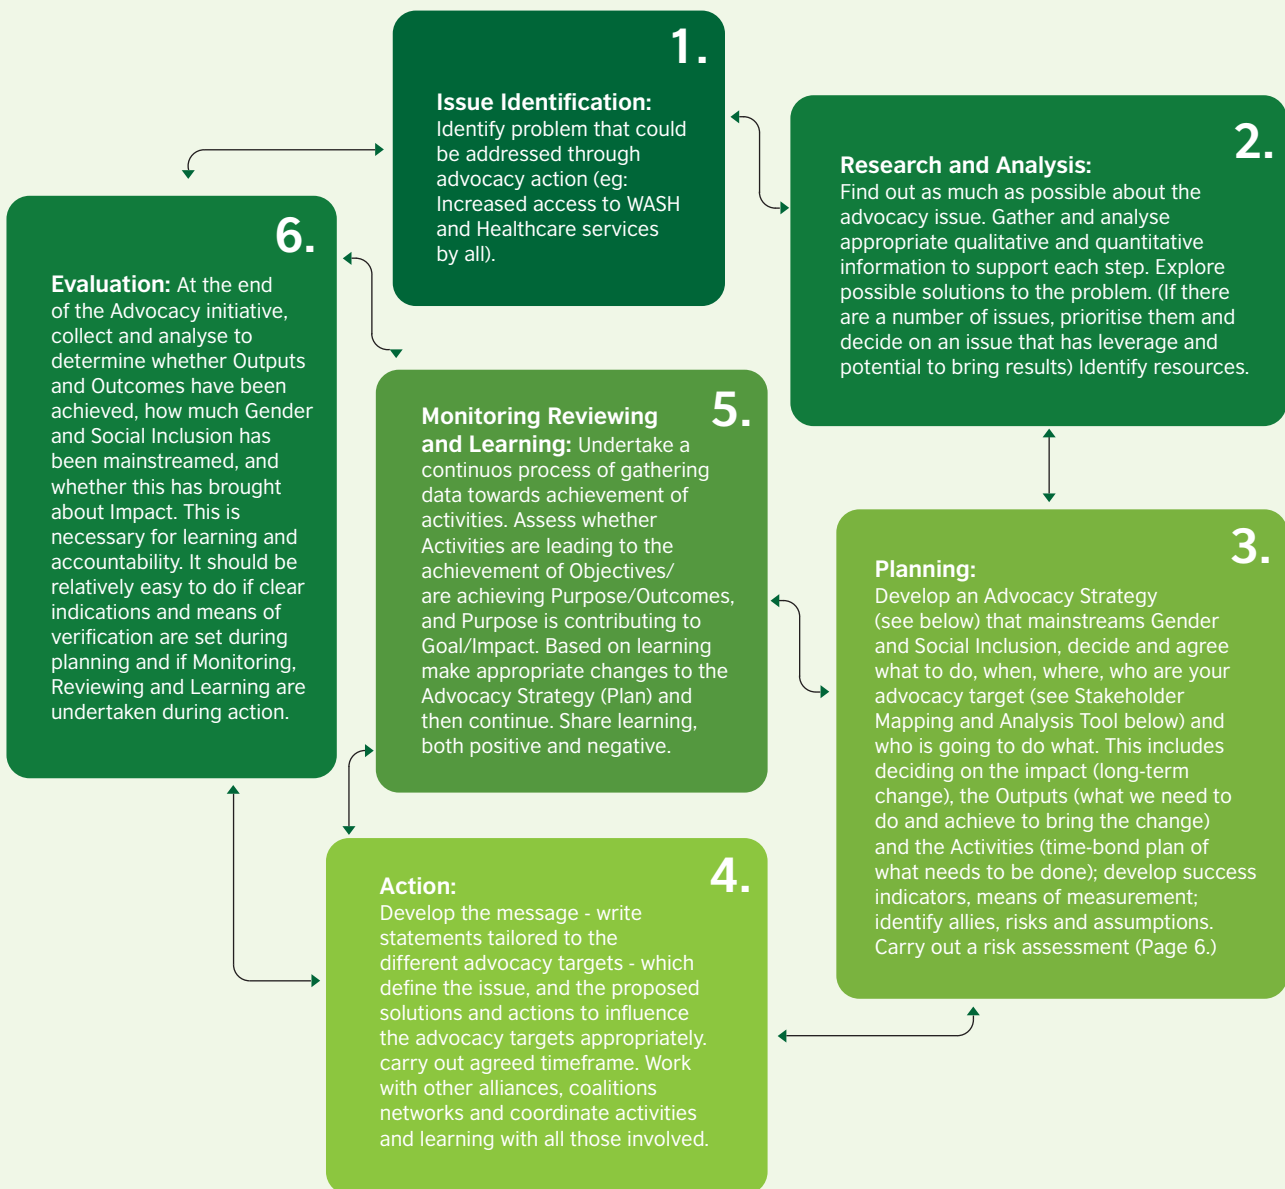 1.
Issue Identification:
Identify problem that could
be addressed through
advocacy action (eg:
Increased access to WASH
and Healthcare services
by all).
2.
Research and Analysis:
Find out as much as possible about the
advocacy issue. Gather and analyse
appropriate qualitative and quantitative
information to support each step. Explore
possible solutions to the problem. (If there
are a number of issues, prioritise them and
decide on an issue that has leverage and
potential to bring results) Identify resources.
3.
Planning:
Develop an Advocacy Strategy
(see below) that mainstreams Gender
and Social Inclusion, decide and agree
what to do, when, where, who are your
advocacy target (see Stakeholder
Mapping and Analysis Tool below) and
who is going to do what. This includes
deciding on the impact (long-term
change), the Outputs (what we need to
do and achieve to bring the change)
and the Activities (time-bond plan of
what needs to be done); develop success
indicators, means of measurement;
identify allies, risks and assumptions.
Carry out a risk assessment (Page 6.)
4.
Action:
Develop the message - write
statements tailored to the
different advocacy targets - which
define the issue, and the proposed
solutions and actions to influence
the advocacy targets appropriately.
carry out agreed timeframe. Work
with other alliances, coalitions
networks and coordinate activities
and learning with all those involved.
5.
Monitoring Reviewing
and Learning: Undertake a
continuos process of gathering
data towards achievement of
activities. Assess whether
Activities are leading to the
achievement of Objectives/
are achieving Purpose/Outcomes,
and Purpose is contributing to
Goal/Impact. Based on learning
make appropriate changes to the
Advocacy Strategy (Plan) and
then continue. Share learning,
both positive and negative.
6.
Evaluation: At the end
of the Advocacy initiative,
collect and analyse to
determine whether Outputs
and Outcomes have been
achieved, how much Gender
and Social Inclusion has
been mainstreamed, and
whether this has brought
about Impact. This is
necessary for learning and
accountability. It should be
relatively easy to do if clear
indications and means of
verification are set during
planning and if Monitoring,
Reviewing and Learning are
undertaken during action.